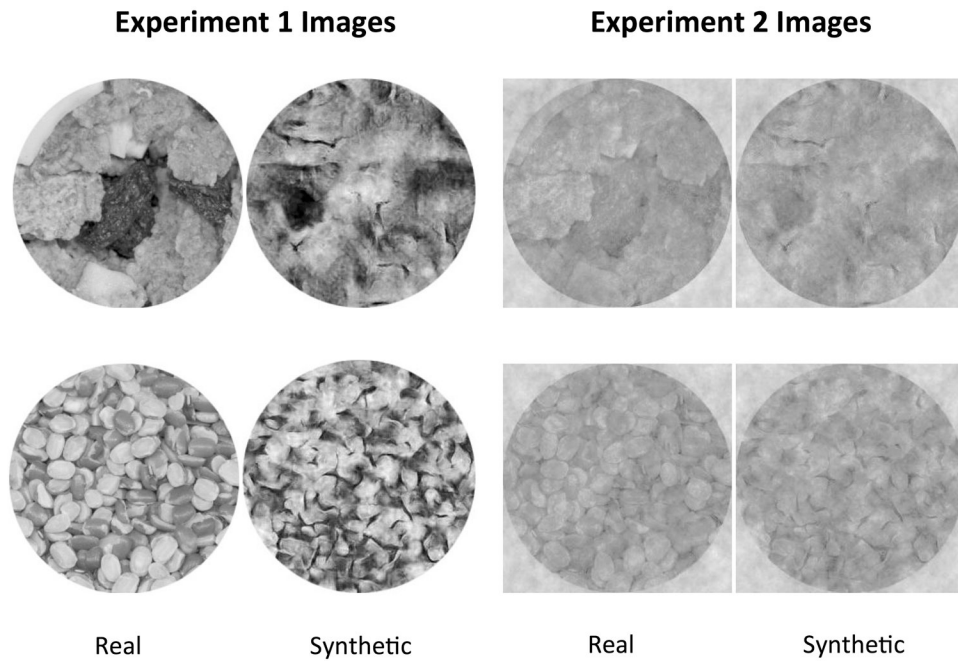 Experiment 1 Images
Experiment 2 Images
Real
Synthetic
Real
Synthetic